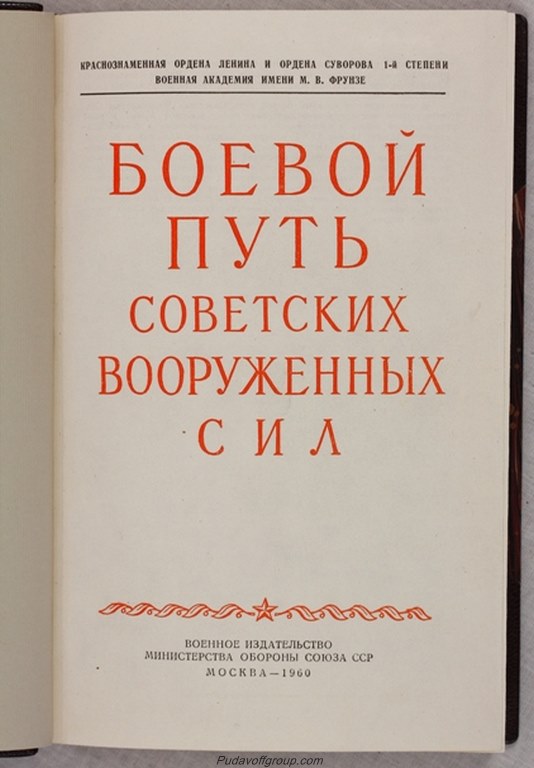 КРАСНОЗНАМЕННАЯ ОРДЕНА ЛЕНИНА И ОРДЕНА СУВОРОВА 1-й СТЕПЕНИ
ВОЕННАЯ АКАДЕМИЯ ИМЕНИ М. В. ФРУНЗЕ
БОЕВОЙ
ПУТЬ
СОВЕТСКИХ
ВООРУЖЕННЫХ
СИЛ
ВОЕННОЕ ИЗДАТЕЛЬСТВО
МИНИСТЕРСТВА ОБОРОНЫ СОЮЗА ССР
МОСКВА—1960
Pudavoffgroup.com